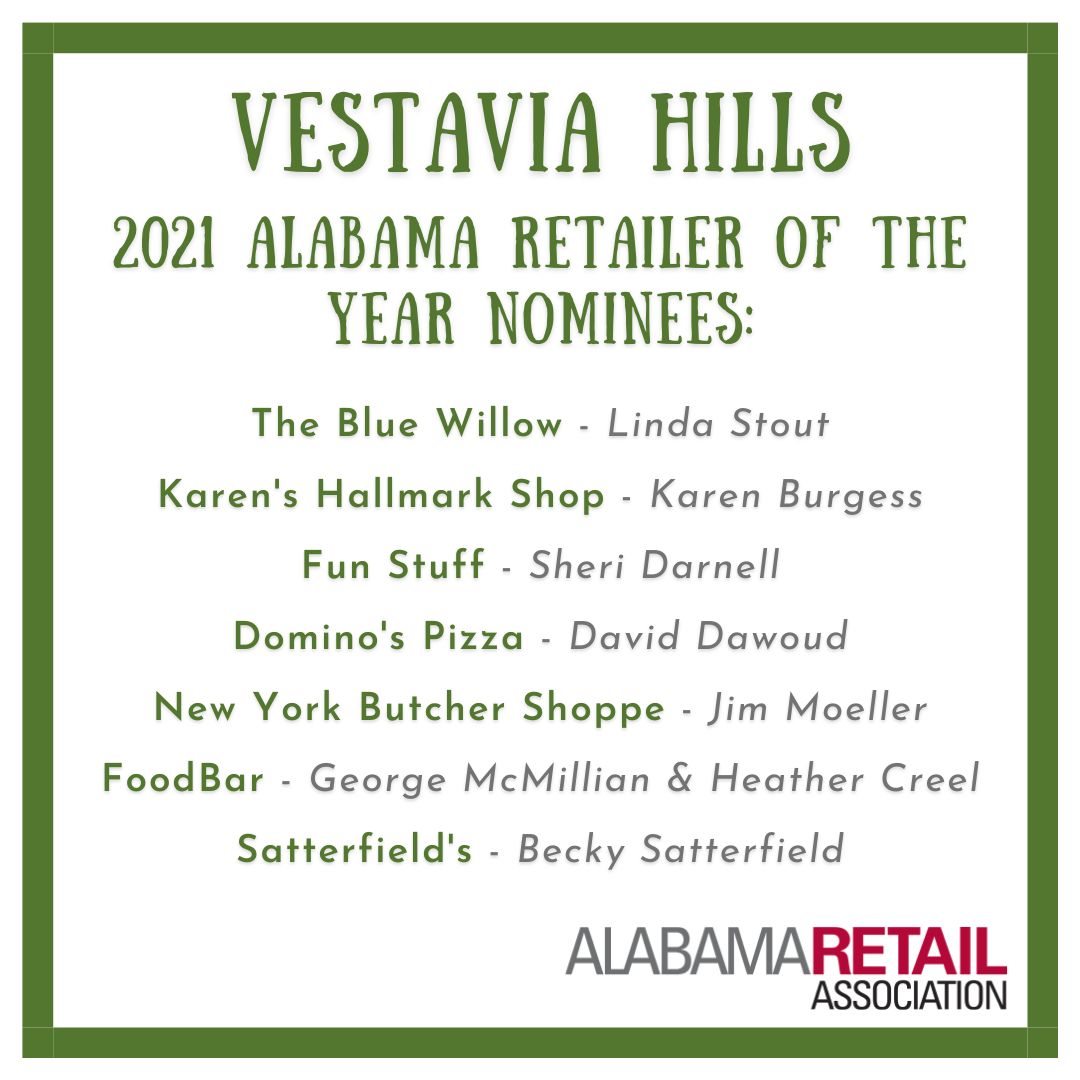 VESTAVIA HILLS
2021 ALABAMA RETAILER OF THE
YEAR NOMINEES:
The Blue Willow - Linda Stout
Karen's Hallmark Shop - Karen Burgess
Fun Stuff - Sheri Darnell
Domino's Pizza - David Dawoud
New York Butcher Shoppe - Jim Moeller
FoodBar - George McMillian & Heather Creel
Satterfield's - Becky Satterfield
ALABAMARETAIL
ASSOCIATION